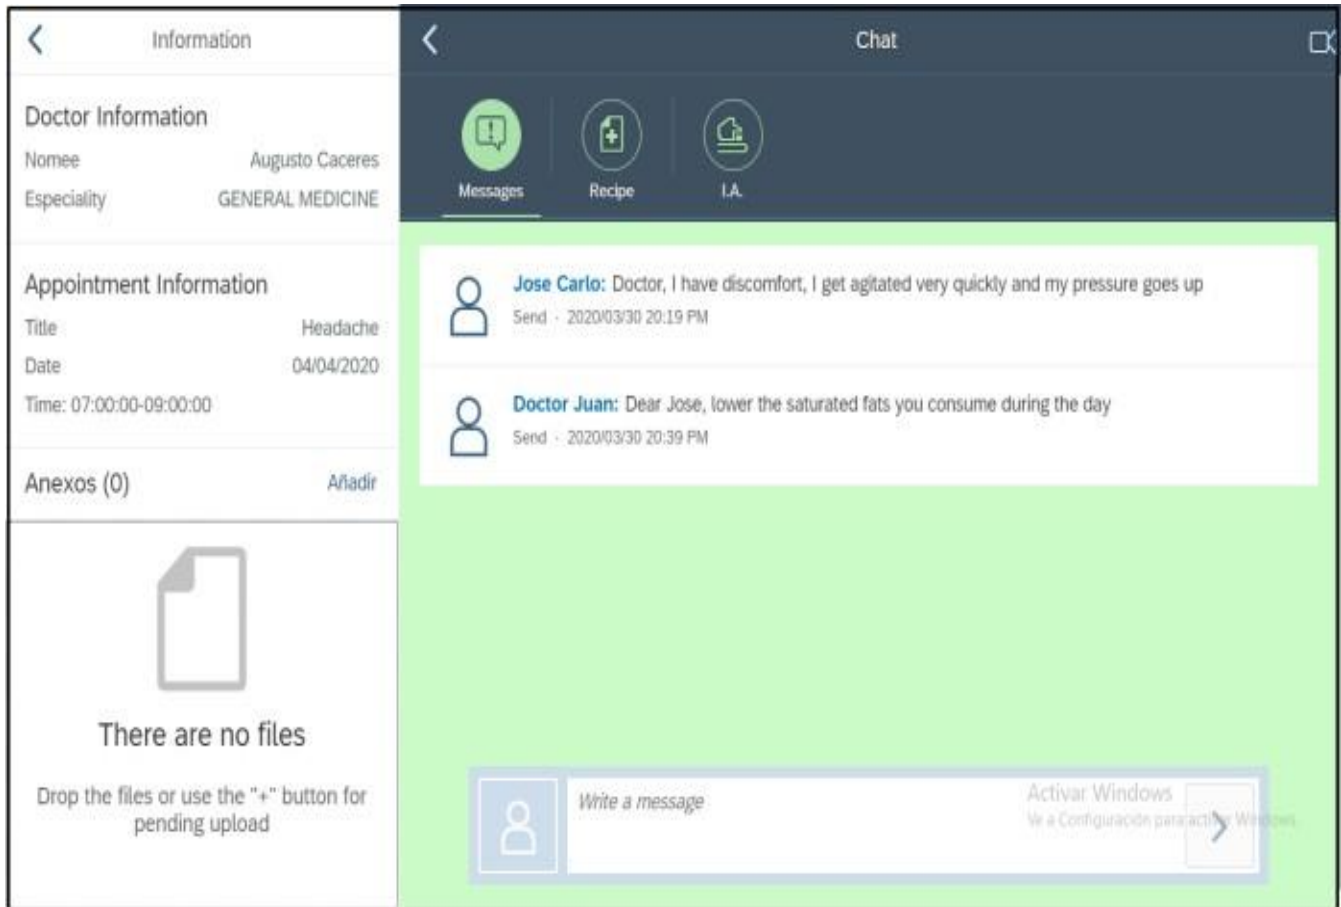 Information
Doctor Information
Nomee Augusto Caceres
Especiality GENERAL MEDICINE
Appointment Information
Title Headache
Date 04/04/2020
Time: 07:00:00-09:00:00
Anexos (0) Añadir
There are no files
Drop the files or use the "+" button for
pending upload
Chat
Messages Recipe I.A.
Jose Carlo: Doctor, I have discomfort, I get agitated very quickly and my pressure goes up
Send · 2020/03/30 20:19 PM
Doctor Juan: Dear Jose, lower the saturated fats you consume during the day
Send · 2020/03/30 20:39 PM
Write a message
Activar Windows
Ve a Configuración para activar Windows.